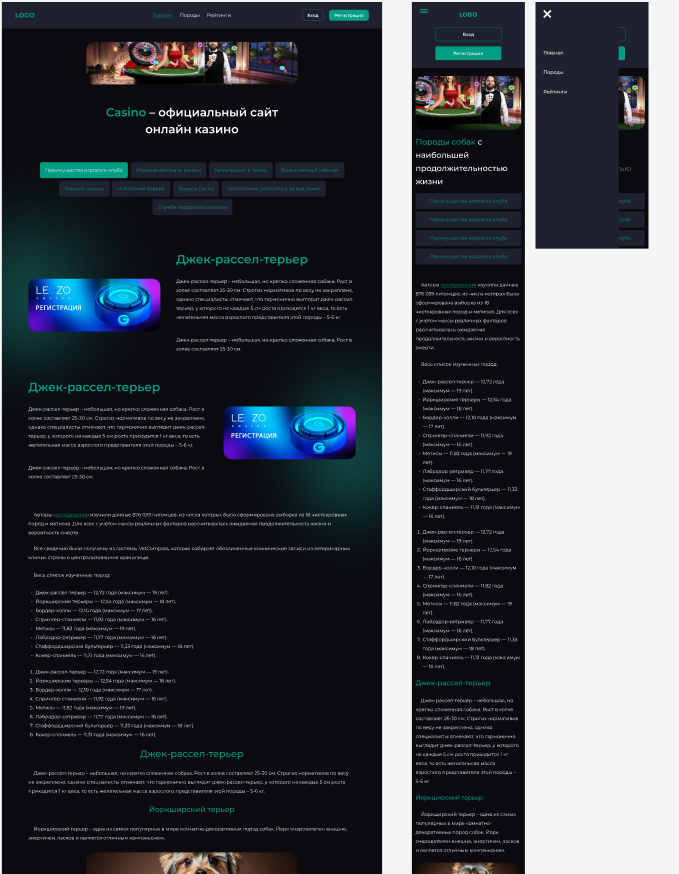 LOGO
Главная Породы Рейтинги
Вход
Регистрация
Casino – официальный сайт
онлайн казино
Преимущества игрового клуба
Игровые автоматы казино
Регистрация в казино
Вход в личный кабинет
Зеркало казино
Мобильная версия
Бонусы сайта
Пополнение депозита и вывод денег
Служба поддержки игроков
Джек-рассел-терьер
Джек-рассел-терьер – небольшая, но крепко сложенная собака. Рост в
холке составляет 25-30 см. Строгих нормативов по весу не закреплено,
однако специалисты отмечают, что гармонично выглядит джек-рассел-
терьер, у которого на каждые 5 см роста приходится 1 кг веса, то есть
желательная масса взрослого представителя этой породы – 5-6 кг.
Джек-рассел-терьер – небольшая, но крепко сложенная собака. Рост в
холке составляет 25-30 см.
РЕГИСТРАЦИЯ
Джек-рассел-терьер
Джек-рассел-терьер – небольшая, но крепко сложенная собака. Рост в
холке составляет 25-30 см. Строгих нормативов по весу не закреплено,
однако специалисты отмечают, что гармонично выглядит джек-рассел-
терьер, у которого на каждые 5 см роста приходится 1 кг веса, то есть
желательная масса взрослого представителя этой породы – 5-6 кг.
Джек-рассел-терьер – небольшая, но крепко сложенная собака. Рост в
холке составляет 25-30 см.
РЕГИСТРАЦИЯ
Авторы исследования изучили данные 876 039 питомцев, из числа которых была сформирована выборка из 18 чистокровных
пород и метисов. Для всех с учётом массы различных факторов рассчитывалась ожидаемая продолжительность жизни и
вероятность смерти.
Все сведения были получены из системы VetCompass, которая собирает обезличенные клинические записи из ветеринарных
клиник страны в централизованное хранилище.
Весь список изученных пород:
Джек-рассел-терьер — 12,72 года (максимум — 19 лет).
Йоркширские терьеры — 12,54 года (максимум — 18 лет).
Бордер-колли — 12,10 года (максимум — 17 лет).
Спрингер-спаниели — 11,92 года (максимум — 16 лет).
Метисы — 11,82 года (максимум — 19 лет).
Лабрадор-ретривер — 11,77 года (максимум — 16 лет).
Стаффордширский бультерьер — 11,33 года (максимум — 18 лет).
Кокер-спаниель — 11,31 года (максимум — 16 лет).
1. Джек-рассел-терьер — 12,72 года (максимум — 19 лет).
2. Йоркширские терьеры — 12,54 года (максимум — 18 лет).
3. Бордер-колли — 12,10 года (максимум — 17 лет).
4. Спрингер-спаниели — 11,92 года (максимум — 16 лет).
5. Метисы — 11,82 года (максимум — 19 лет).
6. Лабрадор-ретривер — 11,77 года (максимум — 16 лет).
7. Стаффордширский бультерьер — 11,33 года (максимум — 18 лет).
8. Кокер-спаниель — 11,31 года (максимум — 16 лет).
Джек-рассел-терьер
Джек-рассел-терьер – небольшая, но крепко сложенная собака. Рост в холке составляет 25-30 см. Строгих нормативов по весу
не закреплено, однако специалисты отмечают, что гармонично выглядит джек-рассел-терьер, у которого на каждые 5 см роста
приходится 1 кг веса, то есть желательная масса взрослого представителя этой породы – 5-6 кг.
Йоркширский терьер
Йоркширский терьер – одна из самых популярных в мире комнатно-декоративных пород собак. Йорки очарователен внешне,
энергичен, ласков и является отличным компаньоном.
LOGO
Вход
Регистрация
Породы собак с
наибольшей
продолжительностью
жизни
Преимущества игрового клуба
Преимущества игрового клуба
Преимущества игрового клуба
Преимущества игрового клуба
Авторы исследования изучили данные
876 039 питомцев, из числа которых была
сформирована выборка из 18
чистокровных пород и метисов. Для всех
с учётом массы различных факторов
рассчитывалась ожидаемая
продолжительность жизни и вероятность
смерти.
Весь список изученных пород:
Джек-рассел-терьер — 12,72 года
(максимум — 19 лет).
Йоркширские терьеры — 12,54 года
(максимум — 18 лет).
Бордер-колли — 12,10 года (максимум
— 17 лет).
Спрингер-спаниели — 11,92 года
(максимум — 16 лет).
Метисы — 11,82 года (максимум — 19
лет).
Лабрадор-ретривер — 11,77 года
(максимум — 16 лет).
Стаффордширский бультерьер — 11,33
года (максимум — 18 лет).
Кокер-спаниель — 11,31 года (максимум
— 16 лет).
1. Джек-рассел-терьер — 12,72 года
(максимум — 19 лет).
2. Йоркширские терьеры — 12,54 года
(максимум — 18 лет).
3. Бордер-колли — 12,10 года (максимум
— 17 лет).
4. Спрингер-спаниели — 11,92 года
(максимум — 16 лет).
5. Метисы — 11,82 года (максимум — 19
лет).
6. Лабрадор-ретривер — 11,77 года
(максимум — 16 лет).
7. Стаффордширский бультерьер — 11,33
года (максимум — 18 лет).
8. Кокер-спаниель — 11,31 года (максимум
— 16 лет).
Джек-рассел-терьер
Джек-рассел-терьер – небольшая, но
крепко сложенная собака. Рост в холке
составляет 25-30 см. Строгих нормативов
по весу не закреплено, однако
специалисты отмечают, что гармонично
выглядит джек-рассел-терьер, у которого
на каждые 5 см роста приходится 1 кг
веса, то есть желательная масса
взрослого представителя этой породы –
5-6 кг.
Йоркширский терьер
Йоркширский терьер – одна из самых
популярных в мире комнатно-
декоративных пород собак. Йорк
очарователен внешне, энергичен, ласков
и является отличным компаньоном.
Главная
Породы
Рейтинги
клуба
клуба
клуба